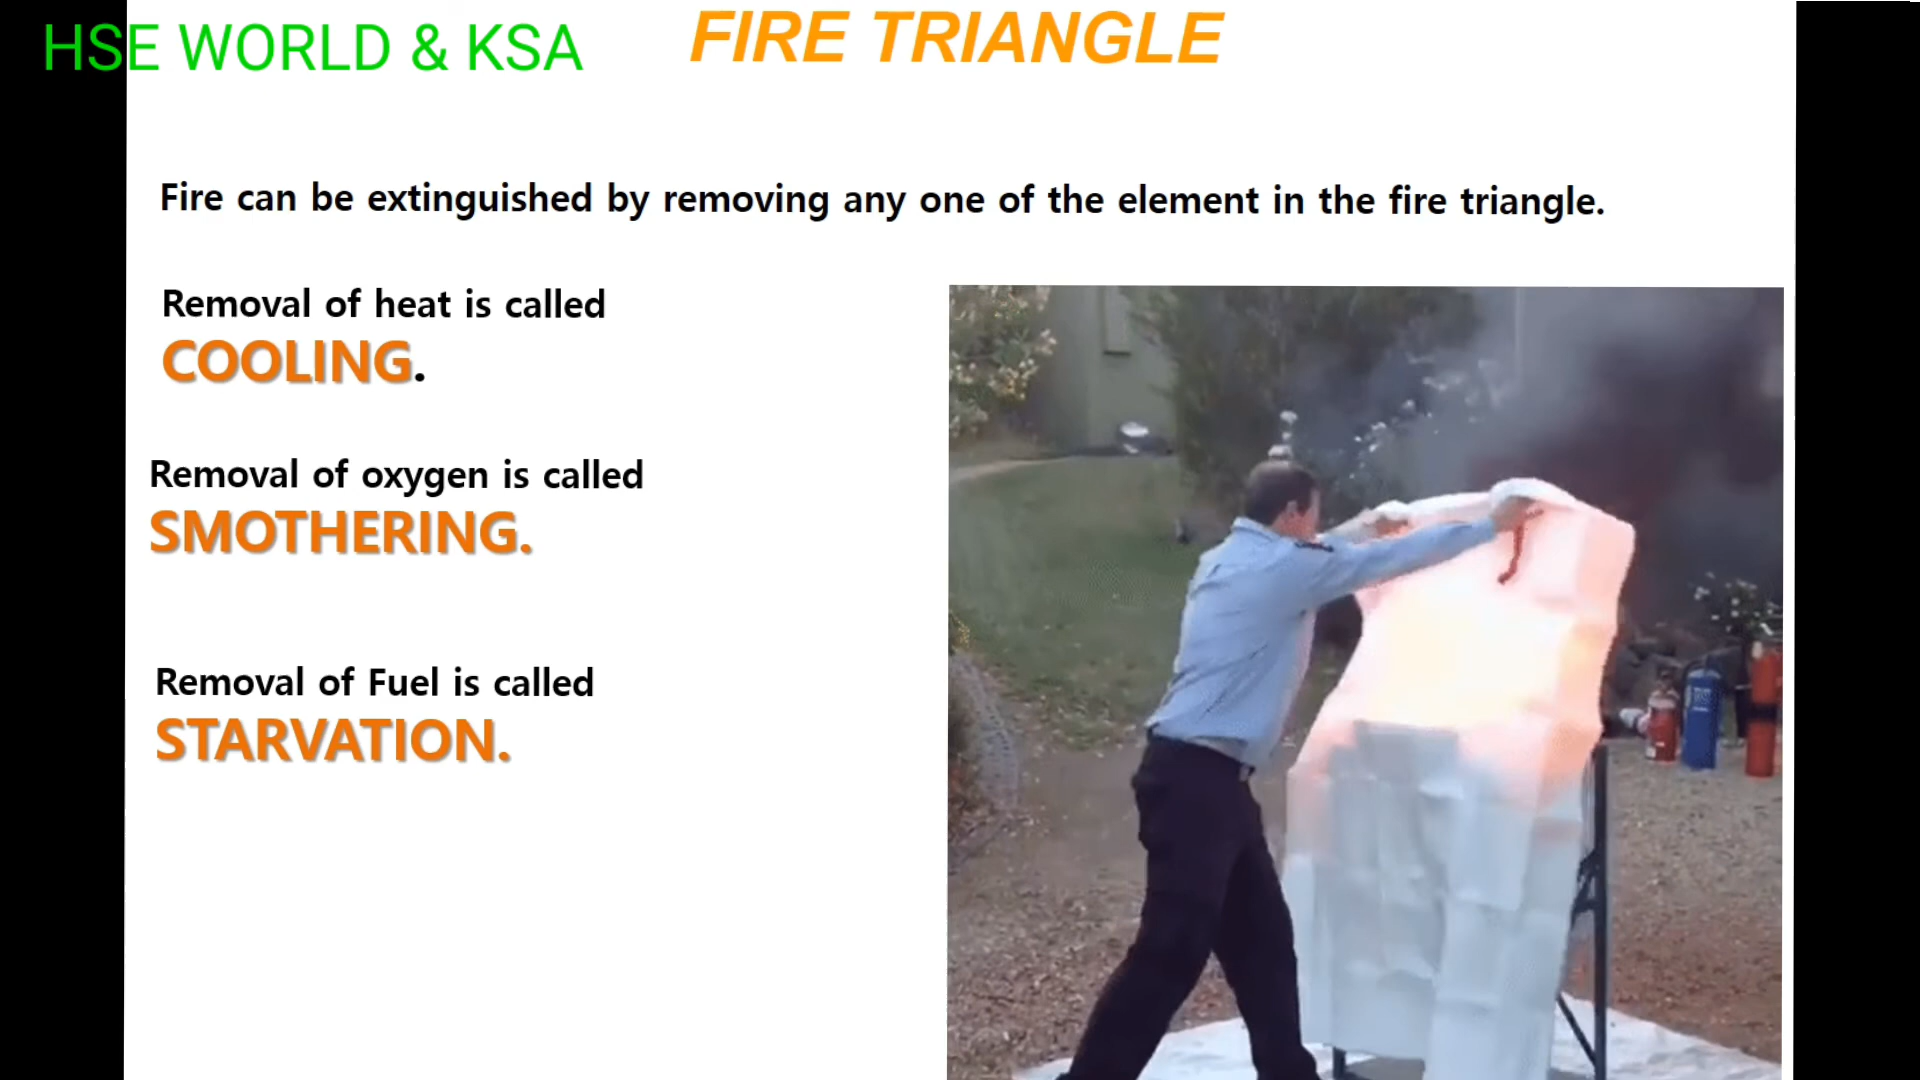 HSE WORLD & KSA
FIRE TRIANGLE
Fire can be extinguished by removing any one of the element in the fire triangle.
Removal of heat is called
COOLING.
Removal of oxygen is called
SMOTHERING.
Removal of Fuel is called
STARVATION.